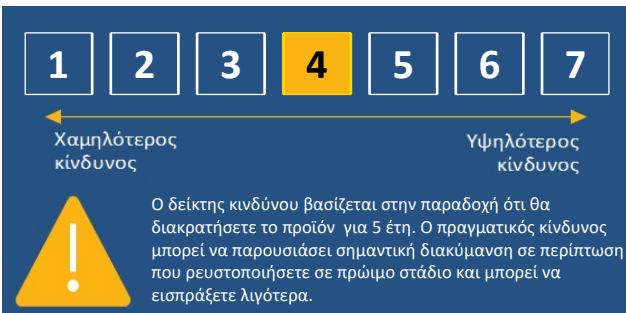 1 2 3 4 5 6 7
Χαμηλότερος Υψηλότερος
κίνδυνος κίνδυνος
Ο δείκτης κινδύνου βασίζεται στην παραδοχή ότι θα
διακρατήσετε το προϊόν για 5 έτη. Ο πραγματικός κίνδυνος
μπορεί να παρουσιάσει σημαντική διακύμανση σε περίπτωση
που ρευστοποιήσετε σε πρώιμο στάδιο και μπορεί να
εισπράξετε λιγότερα.